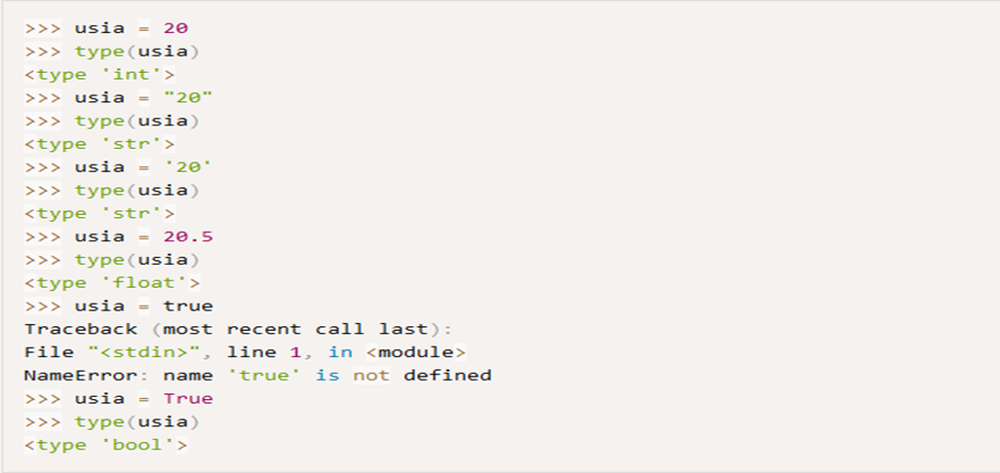 >>> usia = 20
>>> type(usia)
<type 'int'>
>>> usia = "20"
>>> type(usia)
<type 'str'>
>>> usia = '20'
>>> type(usia)
<type 'str'>
>>> usia = 20.5
>>> type(usia)
<type 'float'>
>>> usia = true
Traceback (most recent call last):
File "<stdin>", line 1, in <module>
NameError: name 'true' is not defined
>>> usia = True
>>> type(usia)
<type 'bool'>